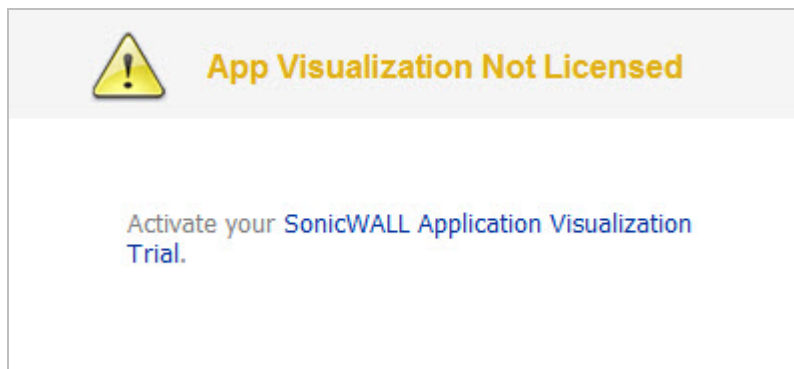 App Visualization Not Licensed
Activate your SonicWALL Application Visualization
Trial.